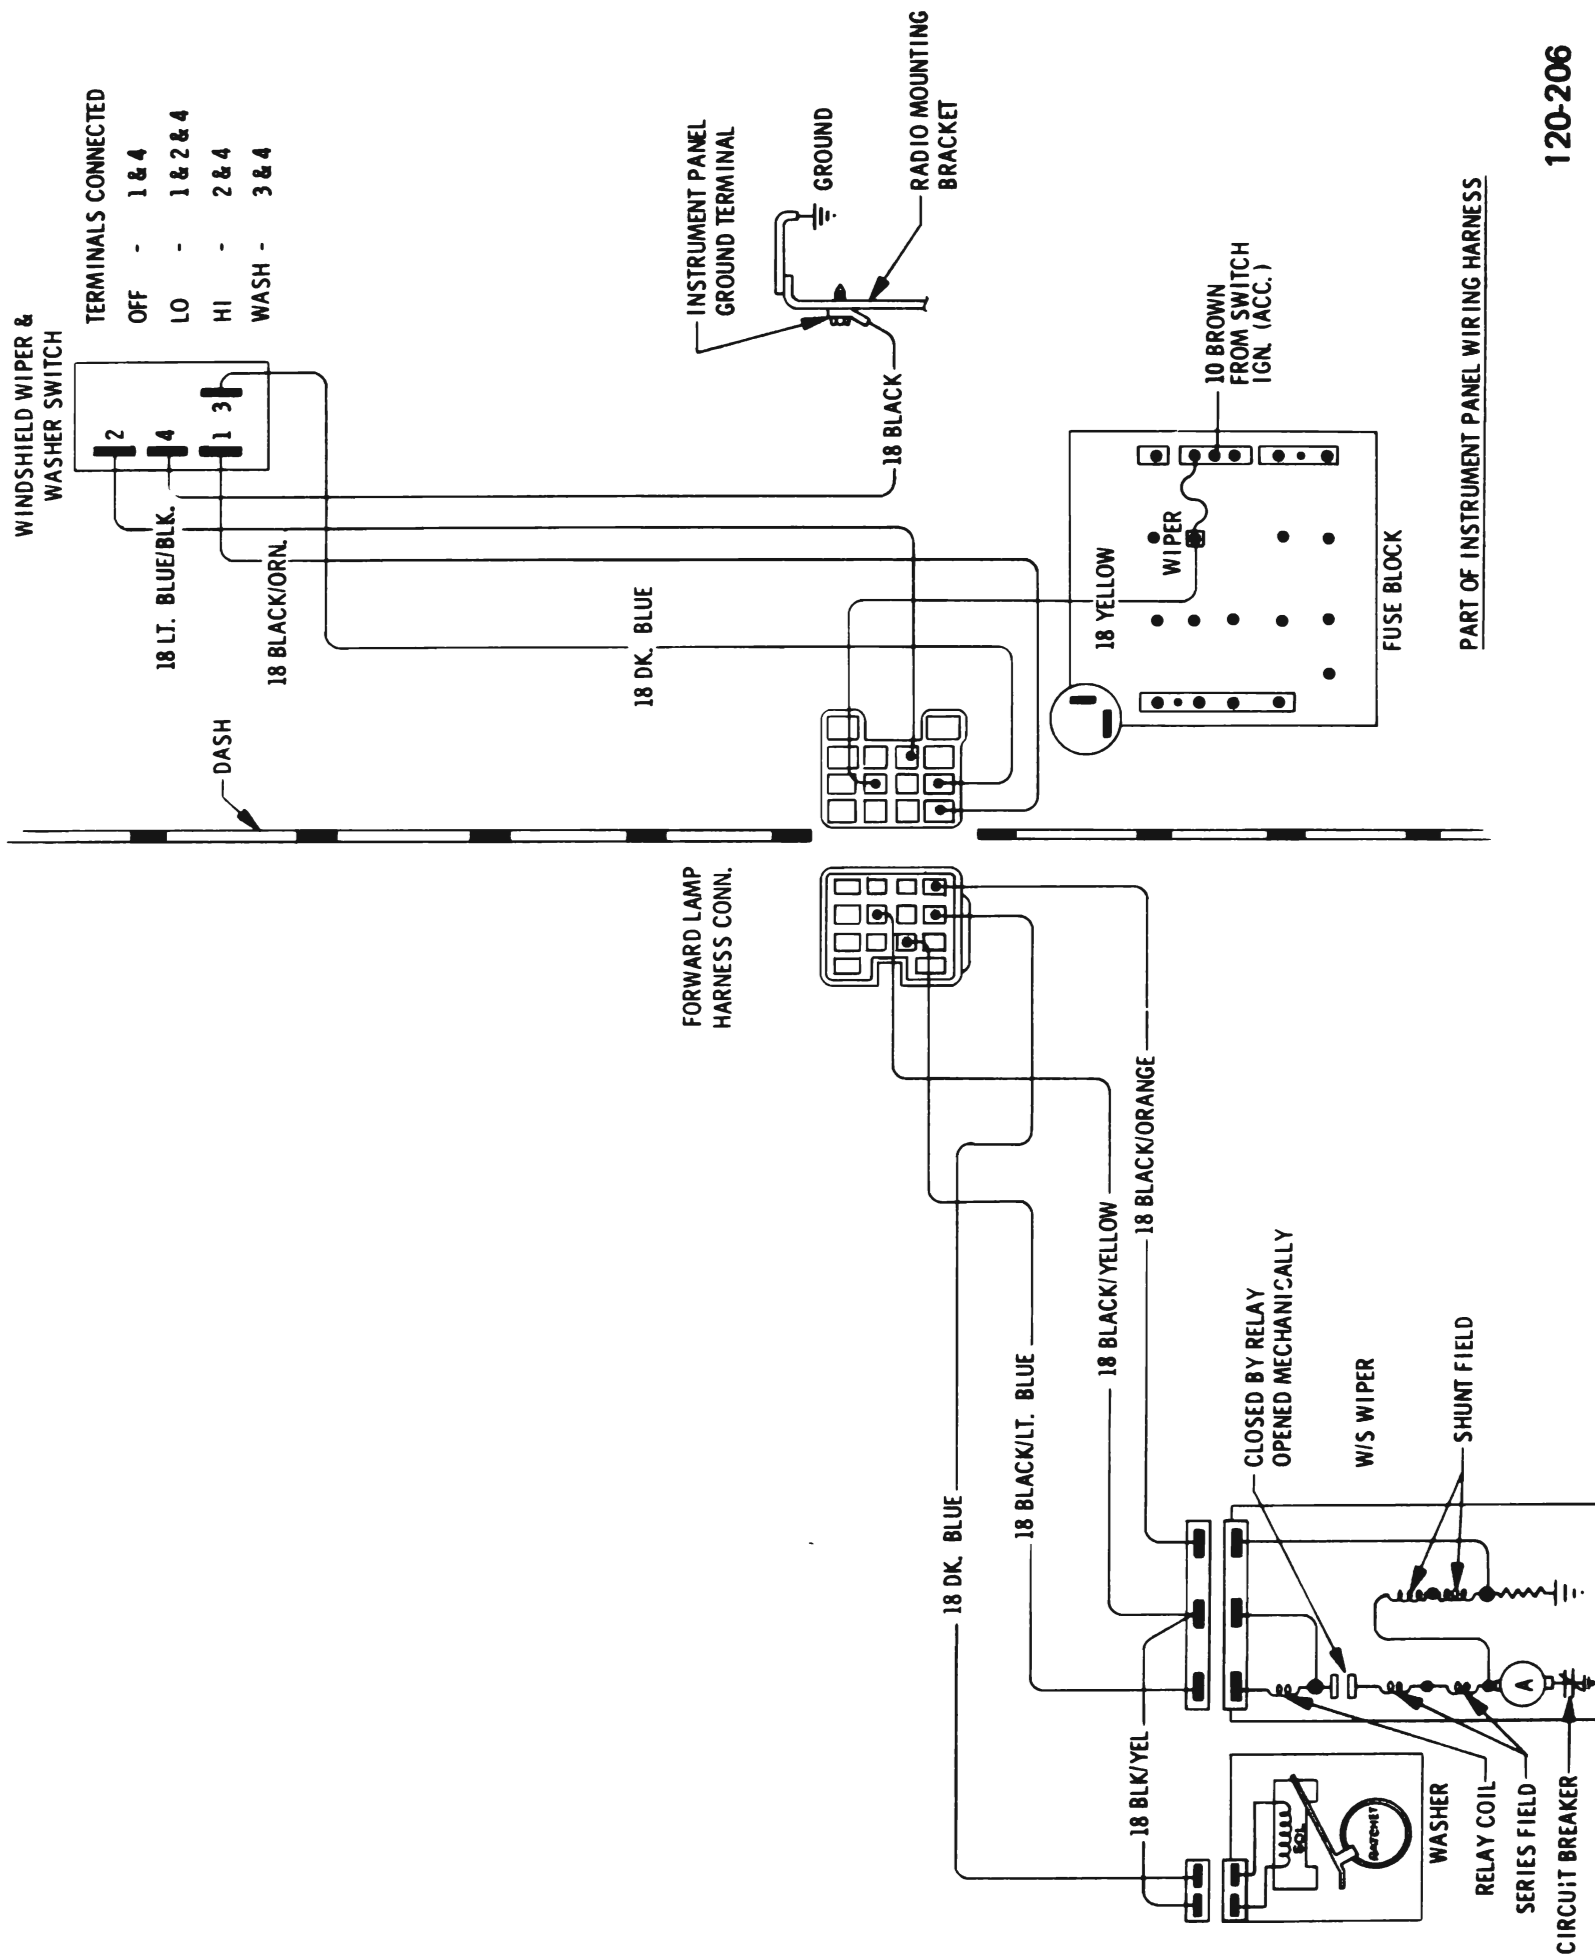 WINDSHIELD WIPER &
WASHER SWITCH
TERMINALS CONNECTED
OFF - 1 & 4
LO - 1 & 2 & 4
HI - 2 & 4
WASH - 3 & 4
2
4
1
3
18 LT. BLUE/BLK.
18 BLACK/ORN.
18 DK. BLUE
DASH
INSTRUMENT PANEL
GROUND TERMINAL
GROUND
RADIO MOUNTING
BRACKET
18 BLACK
10 BROWN
FROM SWITCH
IGN. (ACC.)
WIPER
18 YELLOW
FUSE BLOCK
PART OF INSTRUMENT PANEL WIRING HARNESS
120-206
FORWARD LAMP
HARNESS CONN.
18 DK. BLUE
18 BLACK/LT. BLUE
18 BLACK/YELLOW
18 BLACK/ORANGE
18 BLK/YEL
CLOSED BY RELAY
OPENED MECHANICALLY
W/S WIPER
SHUNT FIELD
A
SOL
RATCHET
WASHER
RELAY COIL
SERIES FIELD
CIRCUIT BREAKER